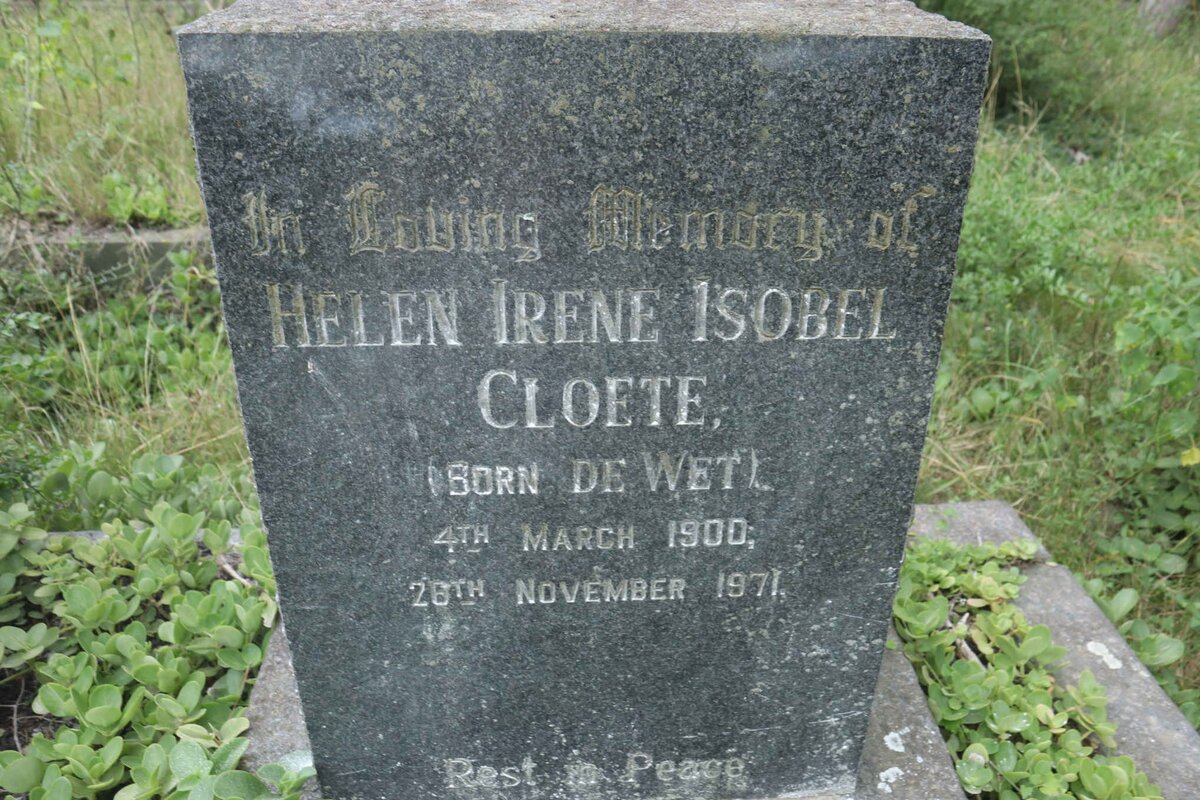 In Loving Memory of
HELEN IRENE ISOBEL
CLOETE,
(BORN DE WET).
4TH MARCH 1900,
28TH NOVEMBER 1971.
Rest in Peace